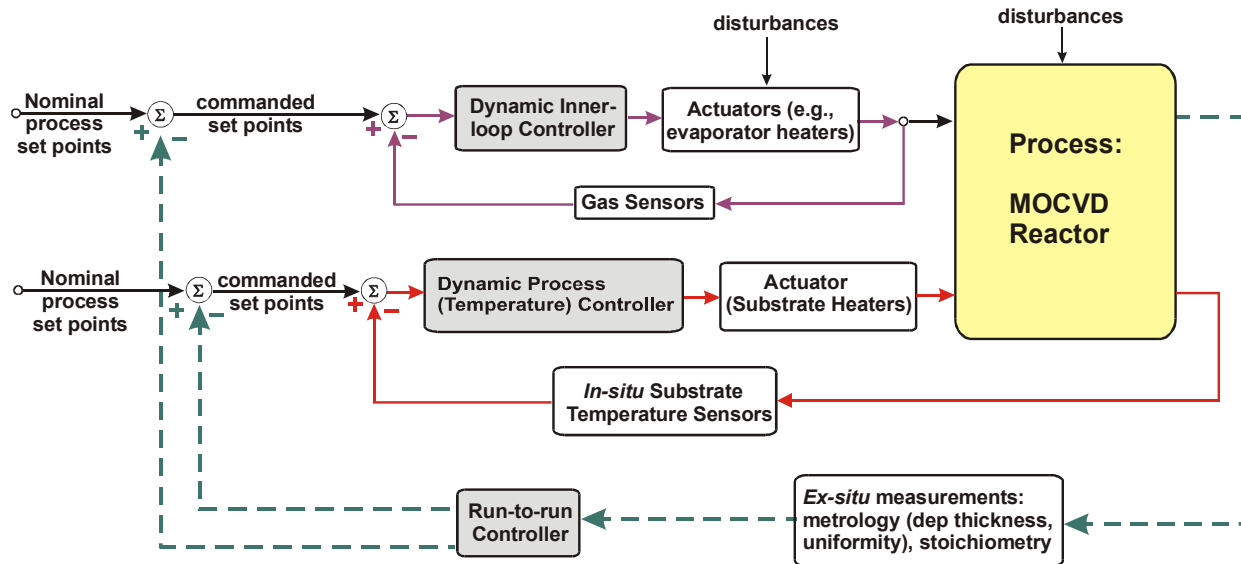 disturbances
disturbances
Nominal
process
set points
Σ
+
−
commanded
set points
Σ
+
−
Dynamic Inner-
loop Controller
Actuators (e.g.,
evaporator heaters)
Gas Sensors
Process:
MOCVD
Reactor
Nominal
process
set points
Σ
+
−
commanded
set points
Σ
+
−
Dynamic Process
(Temperature) Controller
Actuator
(Substrate Heaters)
In-situ Substrate
Temperature Sensors
Run-to-run
Controller
Ex-situ measurements:
metrology (dep thickness,
uniformity), stoichiometry